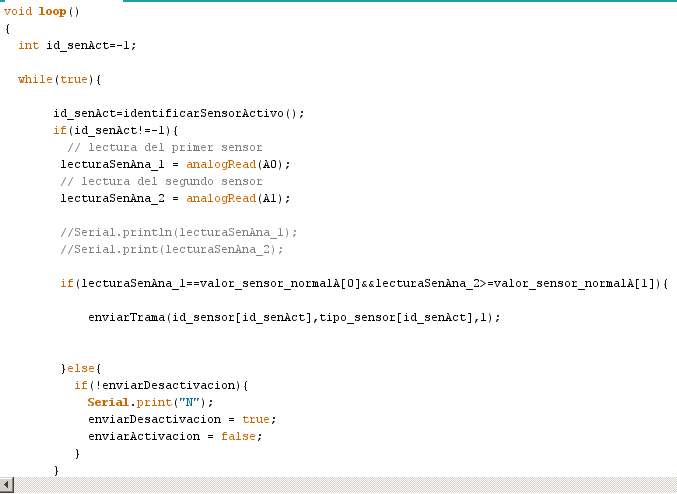 void loop()
{
int id_senAct=-1;
while(true){
id_senAct=identificarSensorActivo();
if(id_senAct!=-1){
// lectura del primer sensor
lecturaSenAna_1 = analogRead(A0);
// lectura del segundo sensor
lecturaSenAna_2 = analogRead(A1);
//Serial.println(lecturaSenAna_1);
//Serial.print(lecturaSenAna_2);
if(lecturaSenAna_1==valor_sensor_normalA[0]&&lecturaSenAna_2>=valor_sensor_normalA[1]){
enviarTrama(id_sensor[id_senAct],tipo_sensor[id_senAct],1);
}else{
if(!enviarDesactivacion){
Serial.print("N");
enviarDesactivacion = true;
enviarActivacion = false;
}
}